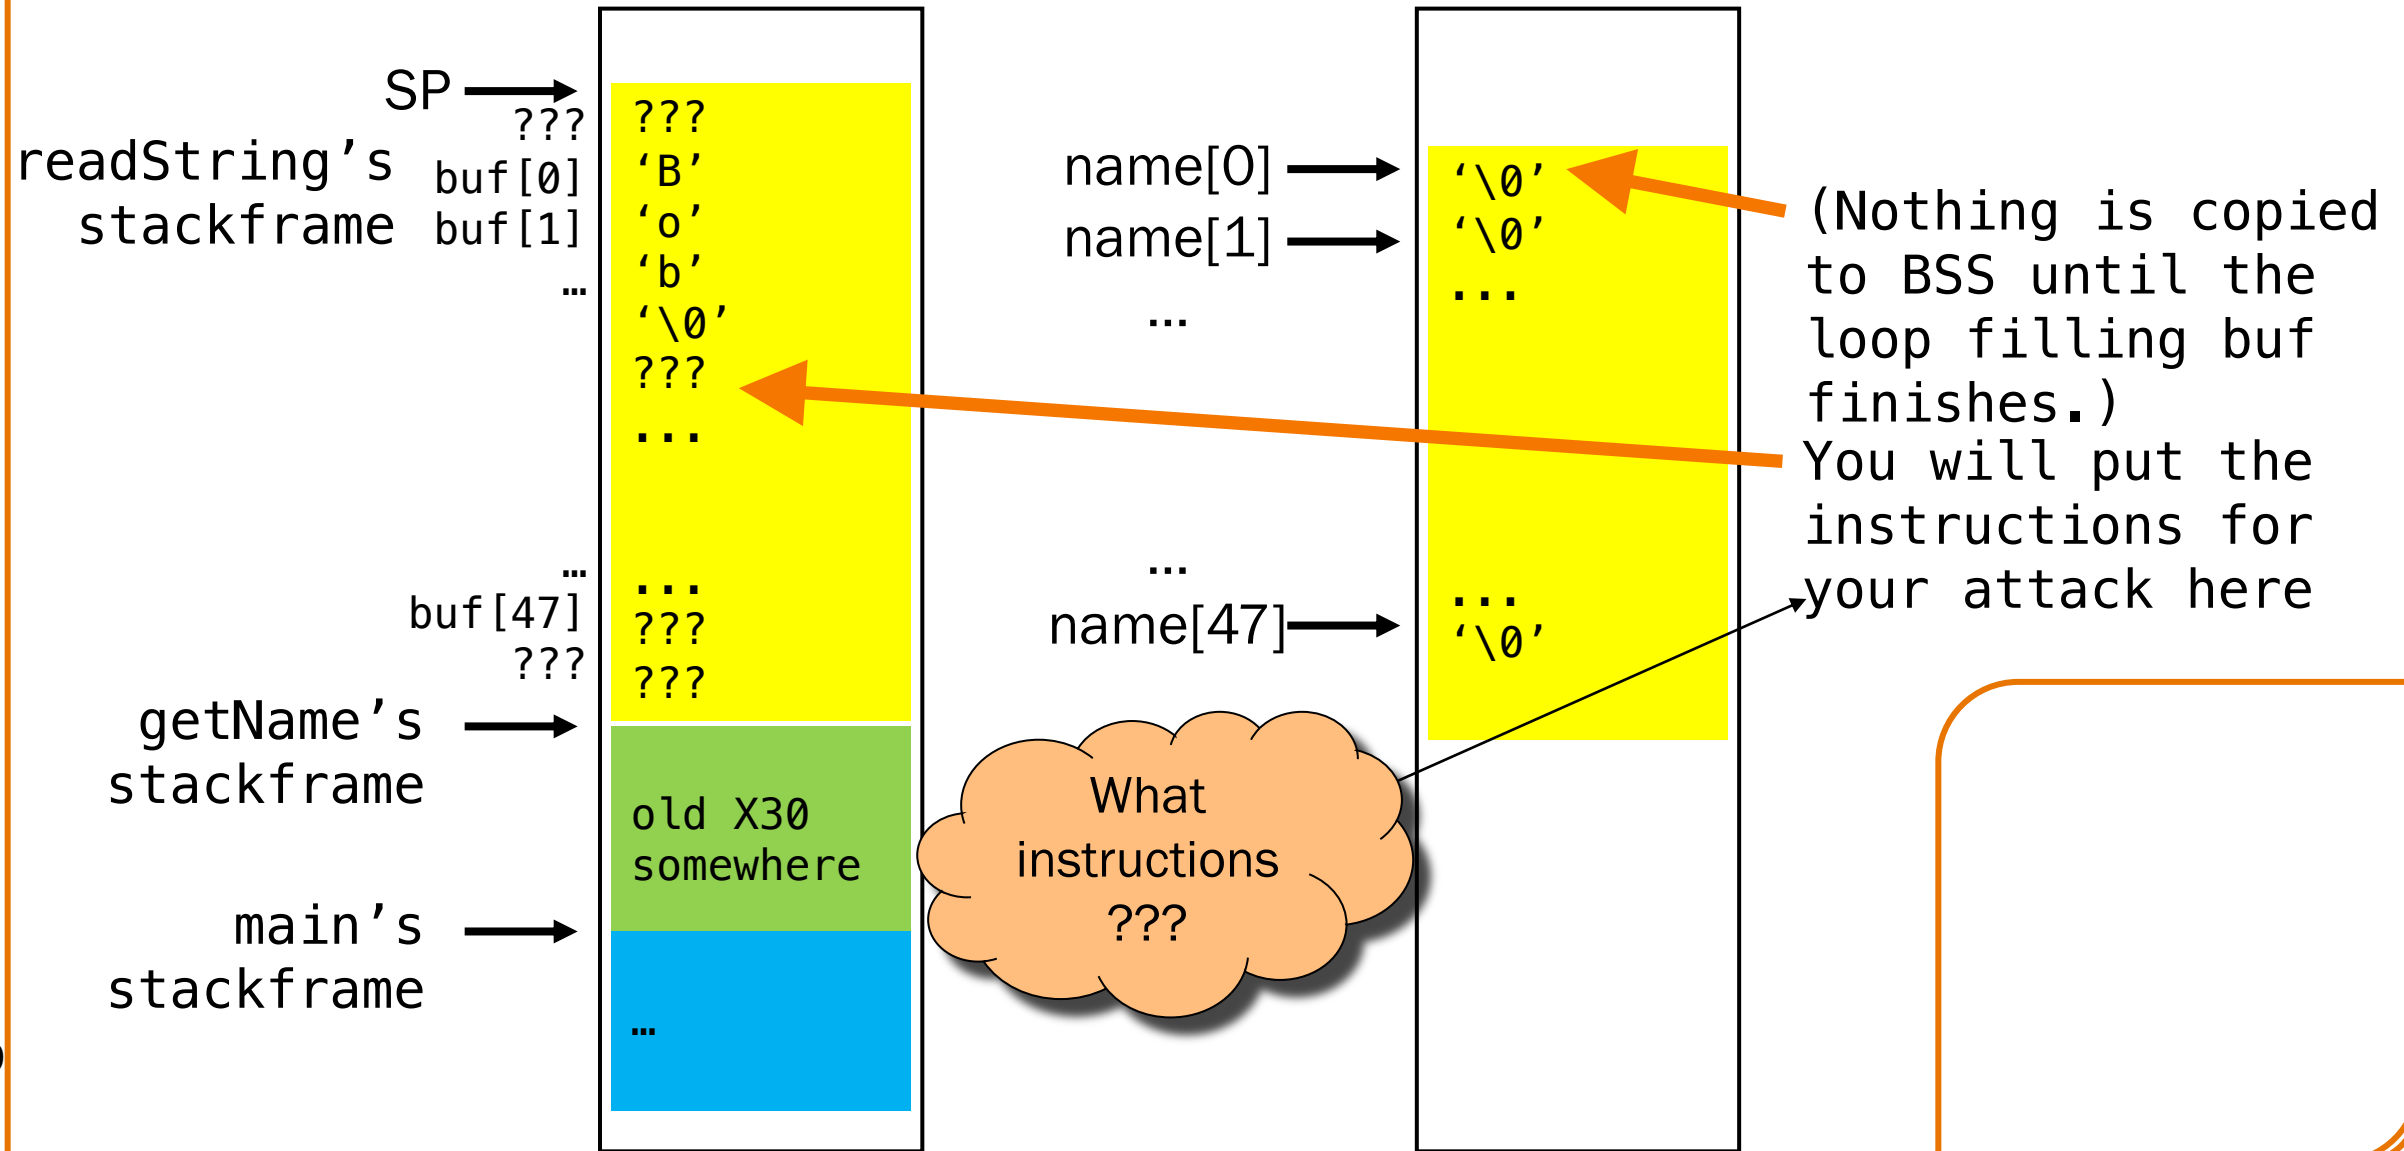 SP
???
readString’s
stackframe
buf[0]
buf[1]
…
…
buf[47]
???
getName’s
stackframe
main’s
stackframe
???
‘B’
‘o’
‘b’
‘\0’
???
...
...
???
???
old X30
somewhere
…
name[0]
name[1]
...
...
name[47]
‘\0’
‘\0’
...
...
‘\0’
What
instructions
???
(Nothing is copied
to BSS until the
loop filling buf
finishes.)
You will put the
instructions for
your attack here